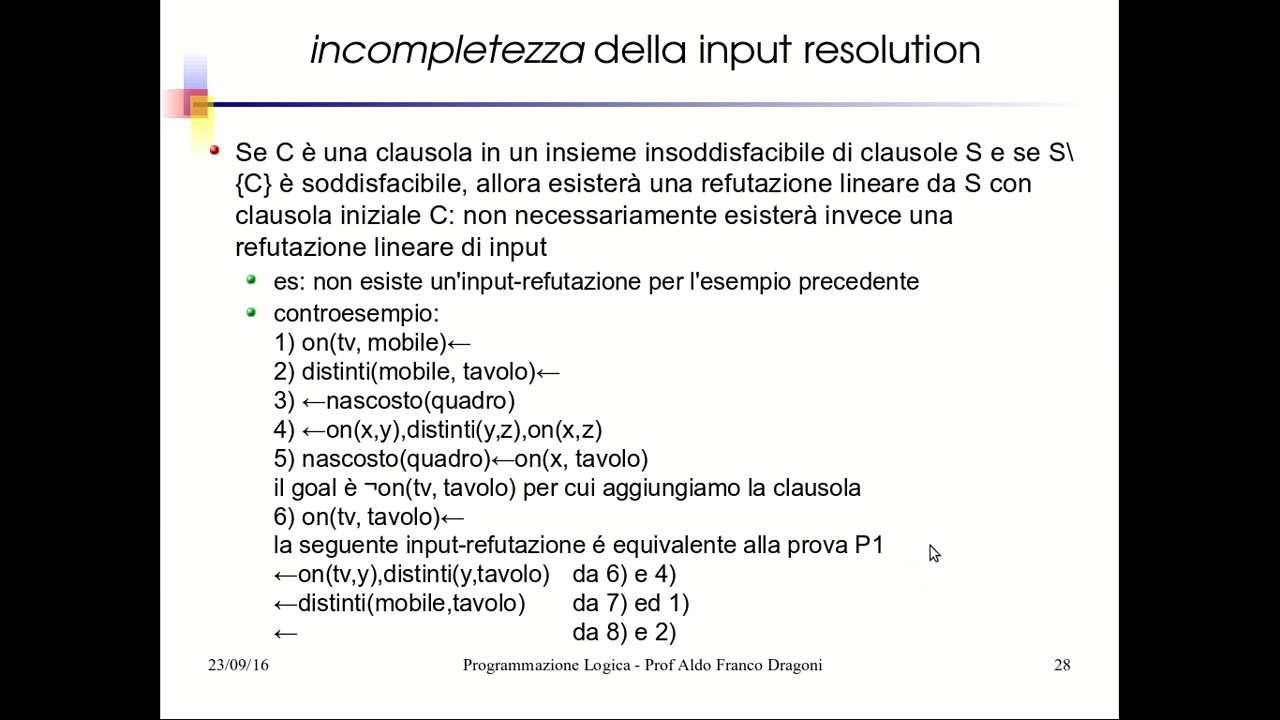 incompletezza della input resolution
Se C è una clausola in un insieme insoddisfacibile di clausole S e se S\
{C} è soddisfacibile, allora esisterà una refutazione lineare da S con
clausola iniziale C: non necessariamente esisterà invece una
refutazione lineare di input
es: non esiste un'input-refutazione per l'esempio precedente
controesempio:
1) on(tv, mobile)←
2) distinti(mobile, tavolo)←
3) ←nascosto(quadro)
4) ←on(x,y),distinti(y,z),on(x,z)
5) nascosto(quadro)←on(x, tavolo)
il goal è ¬on(tv, tavolo) per cui aggiungiamo la clausola
6) on(tv, tavolo)←
la seguente input-refutazione é equivalente alla prova P1
←on(tv,y),distinti(y,tavolo) da 6) e 4)
←distinti(mobile,tavolo) da 7) ed 1)
← da 8) e 2)
23/09/16 Programmazione Logica - Prof Aldo Franco Dragoni 28